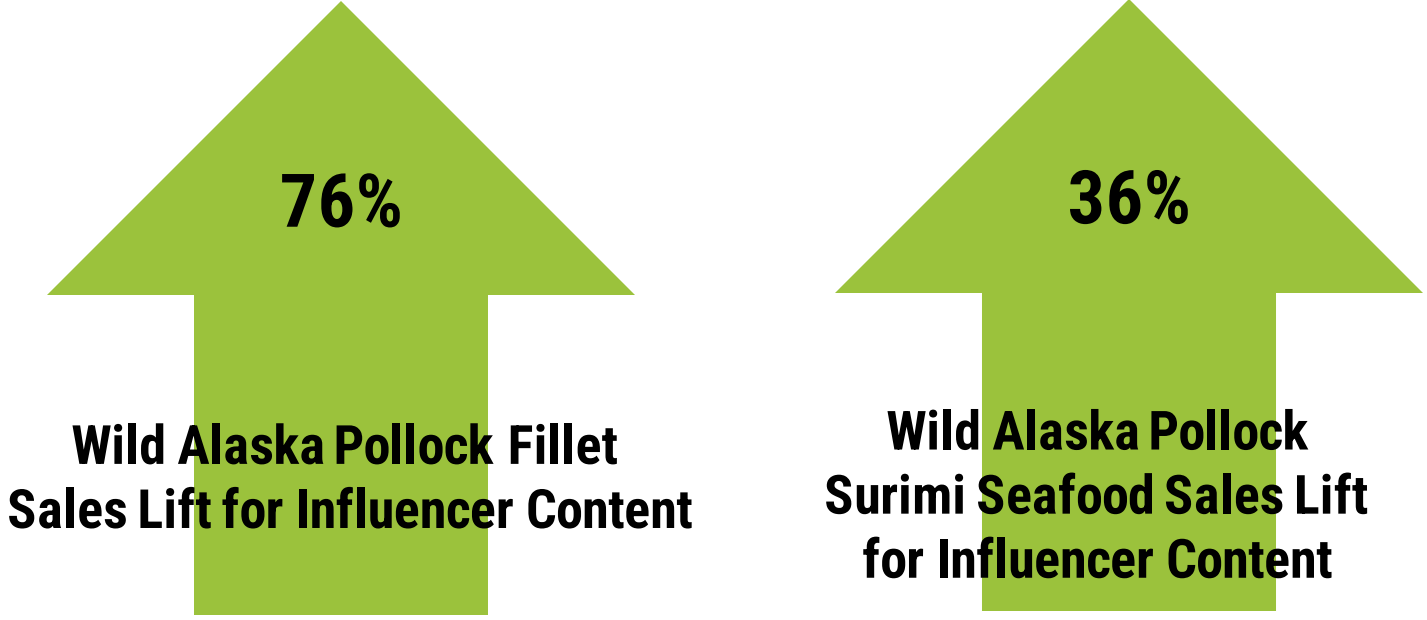 76%
Wild Alaska Pollock Fillet
Sales Lift for Influencer Content
36%
Wild Alaska Pollock
Surimi Seafood Sales Lift
for Influencer Content